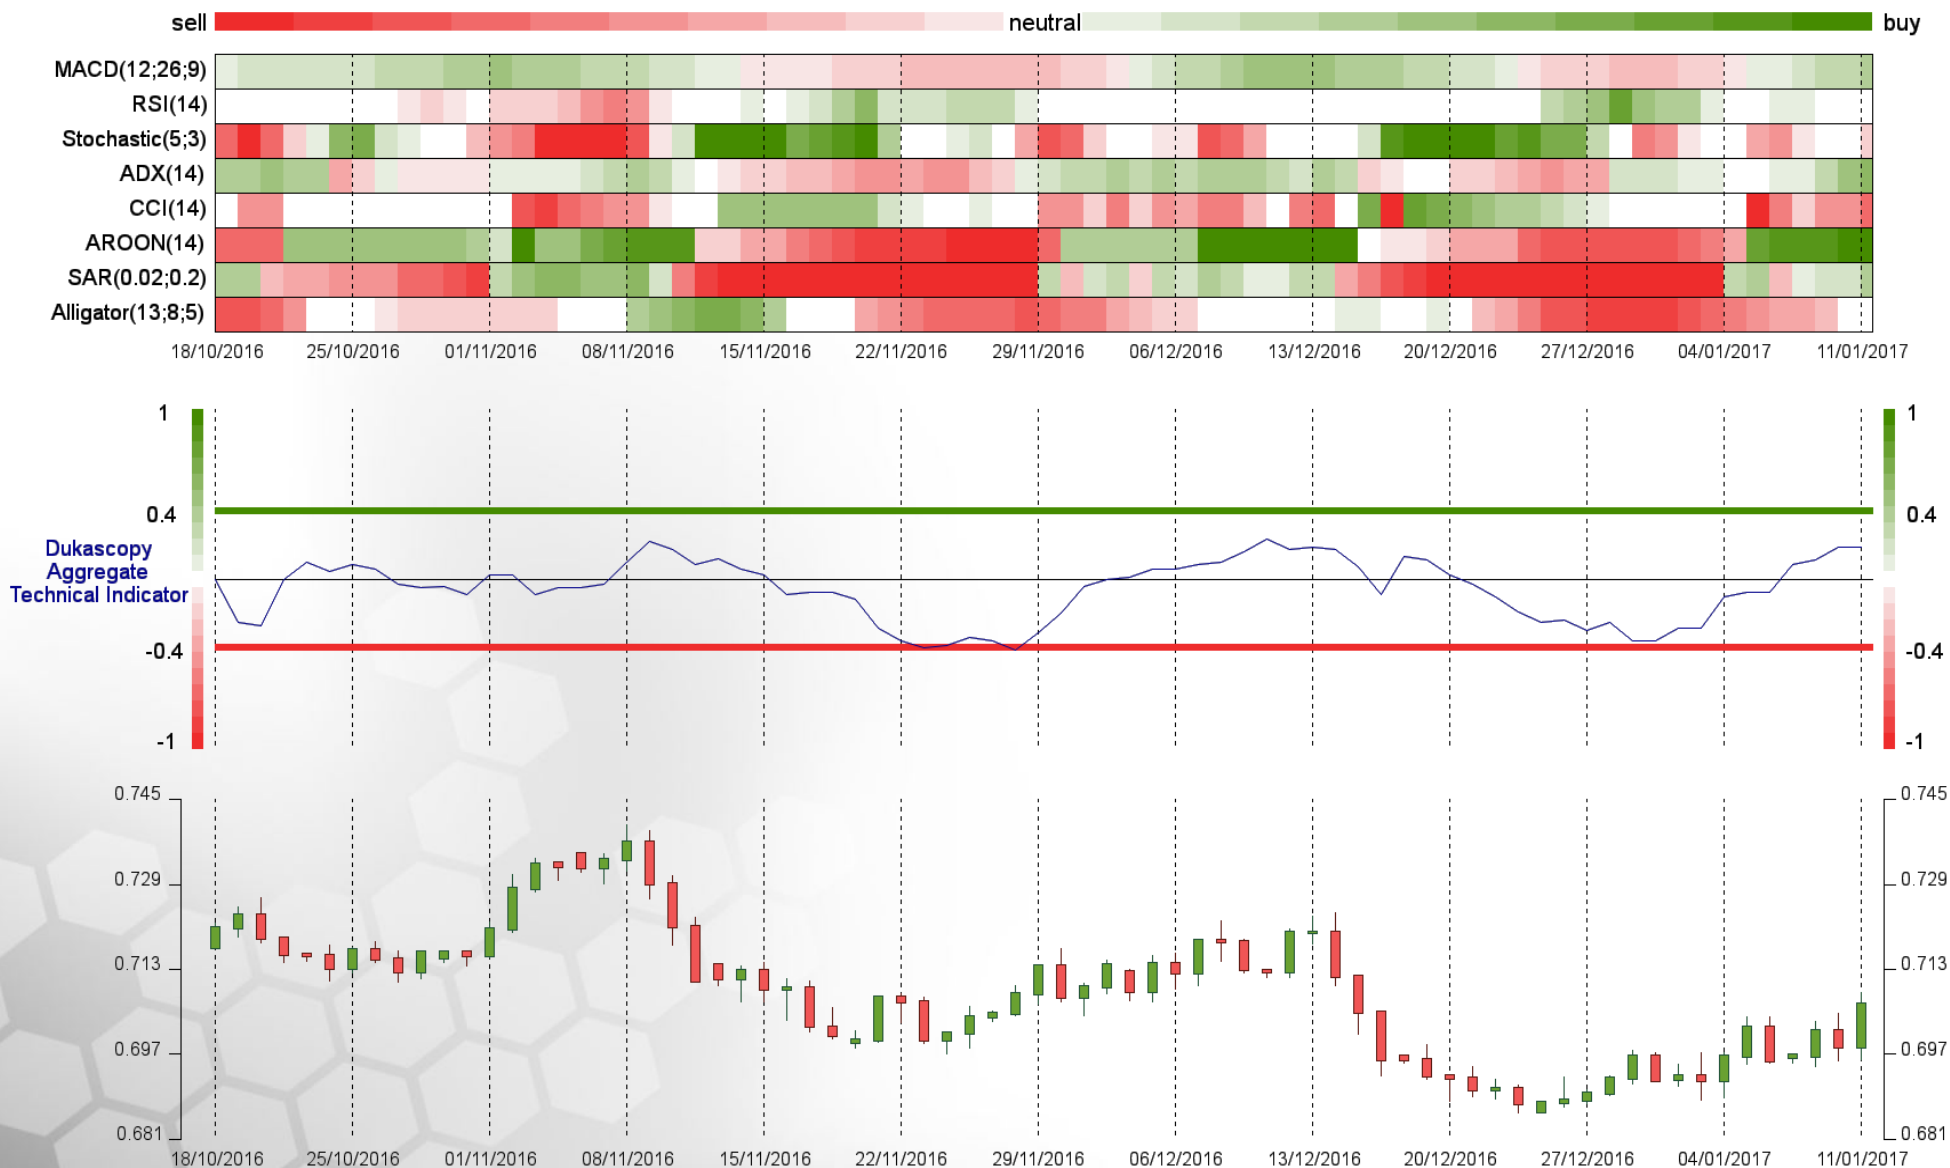 sell neutral buy
MACD(12;26;9)
RSI(14)
Stochastic(5;3)
ADX(14)
CCI(14)
AROON(14)
SAR(0.02;0.2)
Alligator(13;8;5)
18/10/2016 25/10/2016 01/11/2016 08/11/2016 15/11/2016 22/11/2016 29/11/2016 06/12/2016 13/12/2016 20/12/2016 27/12/2016 04/01/2017 11/01/2017
1 1
0.4 0.4
Dukascopy
Aggregate
Technical Indicator
-0.4 -0.4
-1 -1
0.745 0.745
0.729 0.729
0.713 0.713
0.697 0.697
0.681 0.681
18/10/2016 25/10/2016 01/11/2016 08/11/2016 15/11/2016 22/11/2016 29/11/2016 06/12/2016 13/12/2016 20/12/2016 27/12/2016 04/01/2017 11/01/2017